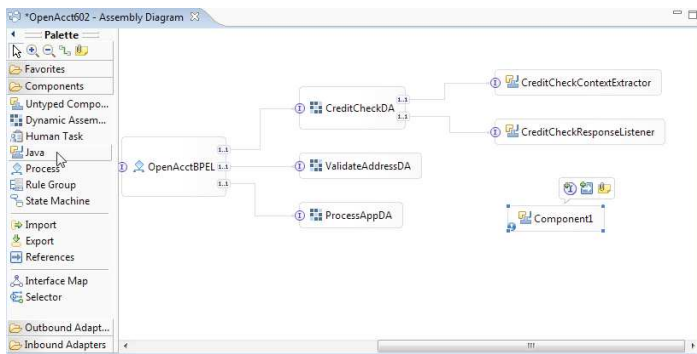 *OpenAcct602 - Assembly Diagram
Palette
Favorites
Components
Untyped Compo...
Dynamic Assem...
Human Task
Java
Process
Rule Group
State Machine
Import
Export
References
Interface Map
Selector
Outbound Adapt...
Inbound Adapters
OpenAcctBPEL
1..1
1..1
1..1
CreditCheckDA
1..1
1..1
ValidateAddressDA
ProcessAppDA
CreditCheckContextExtractor
CreditCheckResponseListener
Component1